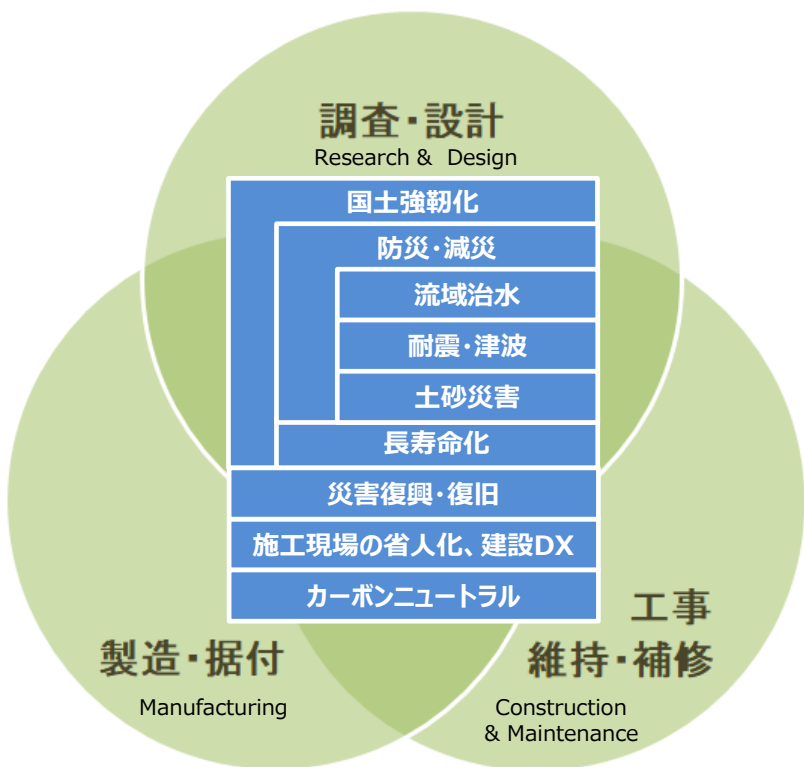 調査・設計
Research & Design
国土強靭化
防災・減災
流域治水
耐震・津波
土砂災害
長寿命化
災害復興・復旧
施工現場の省人化、建設DX
カーボンニュートラル
製造・据付
Manufacturing
工事
維持・補修
Construction
& Maintenance